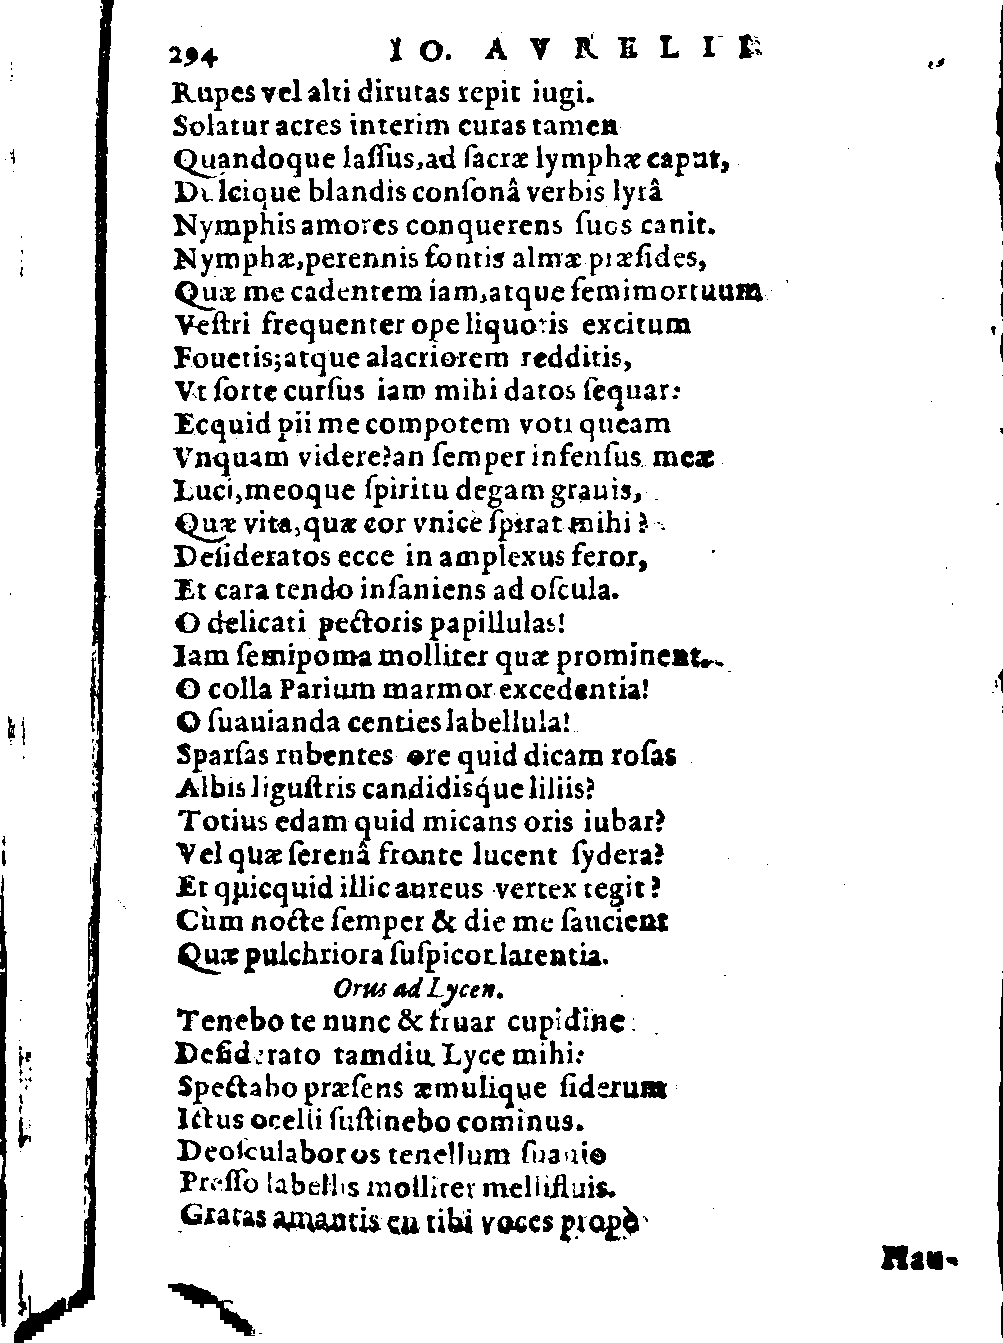 294 IO. AVRELII
Rupes vel alti dirutas repit iugi.
Solatur acres interim curas tamen
Quandoque laſſus,ad ſacræ lymphæ caput,
Dulcique blandis conſonâ verbis lyrâ
Nymphis amores conquerens ſuos canit.
Nymphæ,perennis fontis almæ præſides,
Quæ me cadentem iam,atque ſemimortuum
Veſtri frequenter ope liquoris excitum
Fouetis;atque alacriorem redditis,
Vt ſorte curſus iam mihi datos ſequar:
Ecquid pii me compotem voti queam
Vnquam videre?an ſemper infenſus meæ
Luci,meoque ſpiritu degam grauis,
Quæ vita,quæ cor vnicè ſpirat mihi?
Deſideratos ecce in amplexus feror,
Et cara tendo inſaniens ad oſcula.
O delicati pectoris papillulas!
Iam ſemipoma molliter quæ prominent.
O colla Parium marmor excedentia!
O ſuauianda centies labellula!
Sparſas rubentes ore quid dicam roſas
Albis liguſtris candidisq́ue liliis?
Totius edam quid micans oris iubar?
Vel quæ ſerenâ fronte lucent ſydera?
Et quicquid illic aureus vertex tegit?
Cùm nocte ſemper & die me ſaucient
Quæ pulchriora ſuſpicor latentia.
Orus ad Lycen.
Tenebo te nunc & fruar cupidine
Deſiderato tamdiu Lyce mihi:
Spectabo præſens æmulique ſiderum
Ictus ocelli ſuſtinebo cominus.
Deoſculabor os tenellum ſuauio
Preſſo labellis molliter mellifluis.
Gratas amantis en tibi voces propè
Hau-